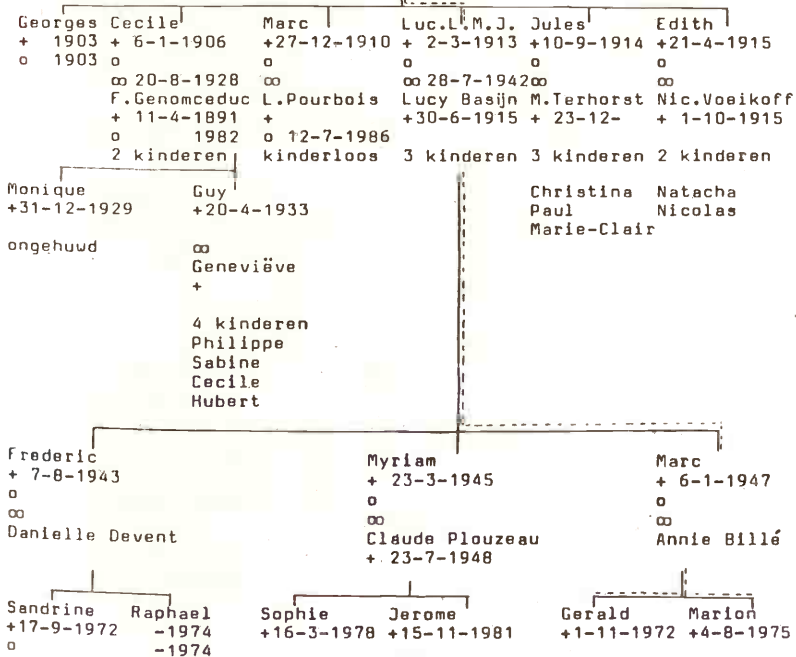 Georges Cecile Marc Luc.L.M.J. Jules Edith
+ 1903 + 6-1-1906 +27-12-1910 + 2-3-1913 +10-9-1914 +21-4-1915
o 1903 o o o o o
ꝏ 20-8-1928 ꝏ ꝏ 28-7-1942 ꝏ ꝏ
F.Genomceduc L.Pourbois Lucy Basijn M.Terhorst Nic.Voeikoff
+ 11-4-1891 + +30-6-1915 + 23-12- + 1-10-1915
o 1982 o 12-7-1986
2 kinderen kinderloos 3 kinderen 3 kinderen 2 kinderen
Monique Guy Christina Natacha
+31-12-1929 +20-4-1933 Paul Nicolas
Marie-Clair
ongehuwd ꝏ
Geneviëve
+
4 kinderen
Philippe
Sabine
Cecile
Hubert
Frederic Myriam Marc
+ 7-8-1943 + 23-3-1945 + 6-1-1947
o o o
ꝏ ꝏ ꝏ
Danielle Devent Claude Plouzeau Annie Billé
+ 23-7-1948
Sandrine Raphael Sophie Jerome Gerald Marion
+17-9-1972 -1974 +16-3-1978 +15-11-1981 +1-11-1972 +4-8-1975
o -1974